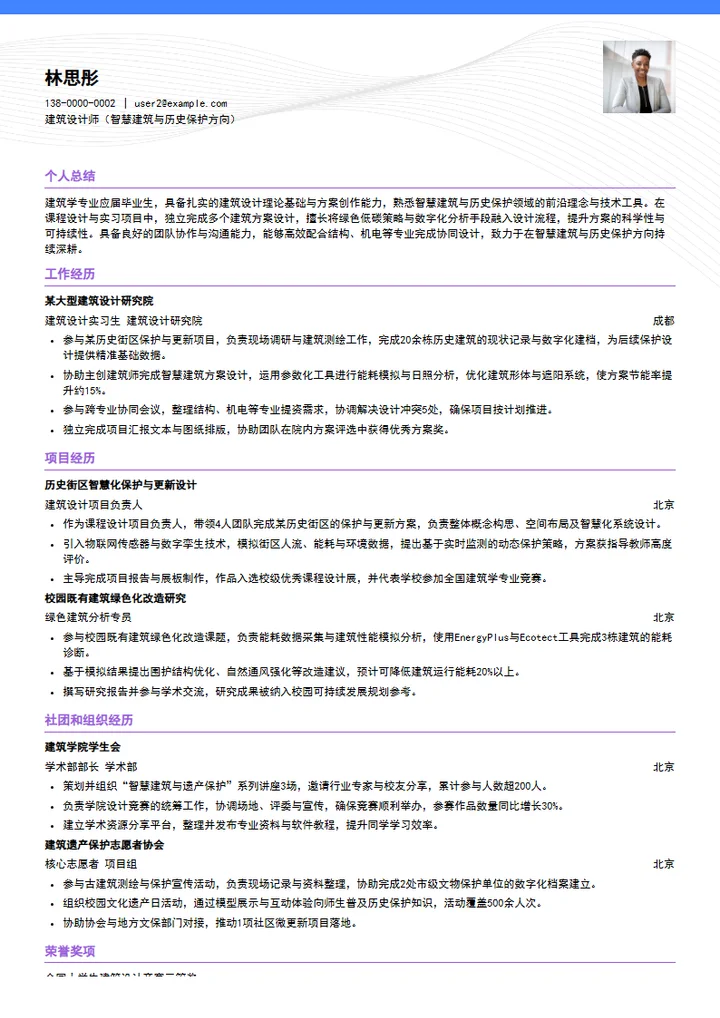 林思彤
138-0000-0002 | user2@example.com
建筑设计师（智慧建筑与历史保护方向）
个人总结
建筑学专业应届毕业生，具备扎实的建筑设计理论基础与方案创作能力，熟悉智慧建筑与历史保护领域的前沿理念与技术工具。在
课程设计与实习项目中，独立完成多个建筑方案设计，擅长将绿色低碳策略与数字化分析手段融入设计流程，提升方案的科学性与
可持续性。具备良好的团队协作与沟通能力，能够高效配合结构、机电等专业完成协同设计，致力于在智慧建筑与历史保护方向持
续深耕。
工作经历
某大型建筑设计研究院
建筑设计实习生 建筑设计研究院 成都
• 参与某历史街区保护与更新项目，负责现场调研与建筑测绘工作，完成20余栋历史建筑的现状记录与数字化建档，为后续保护设
计提供精准基础数据。
• 协助主创建筑师完成智慧建筑方案设计，运用参数化工具进行能耗模拟与日照分析，优化建筑形体与遮阳系统，使方案节能率提
升约15%。
• 参与跨专业协同会议，整理结构、机电等专业提资需求，协调解决设计冲突5处，确保项目按计划推进。
• 独立完成项目汇报文本与图纸排版，协助团队在院内方案评选中获得优秀方案奖。
项目经历
历史街区智慧化保护与更新设计
建筑设计项目负责人 北京
• 作为课程设计项目负责人，带领4人团队完成某历史街区的保护与更新方案，负责整体概念构思、空间布局及智慧化系统设计。
• 引入物联网传感器与数字孪生技术，模拟街区人流、能耗与环境数据，提出基于实时监测的动态保护策略，方案获指导教师高度
评价。
• 主导完成项目报告与展板制作，作品入选校级优秀课程设计展，并代表学校参加全国建筑学专业竞赛。
校园既有建筑绿色化改造研究
绿色建筑分析专员 北京
• 参与校园既有建筑绿色化改造课题，负责能耗数据采集与建筑性能模拟分析，使用EnergyPlus与Ecotect工具完成3栋建筑的能耗
诊断。
• 基于模拟结果提出围护结构优化、自然通风强化等改造建议，预计可降低建筑运行能耗20%以上。
• 撰写研究报告并参与学术交流，研究成果被纳入校园可持续发展规划参考。
社团和组织经历
建筑学院学生会
学术部部长 学术部 北京
• 策划并组织“智慧建筑与遗产保护”系列讲座3场，邀请行业专家与校友分享，累计参与人数超200人。
• 负责学院设计竞赛的统筹工作，协调场地、评委与宣传，确保竞赛顺利举办，参赛作品数量同比增长30%。
• 建立学术资源分享平台，整理并发布专业资料与软件教程，提升同学学习效率。
建筑遗产保护志愿者协会
核心志愿者 项目组 北京
• 参与古建筑测绘与保护宣传活动，负责现场记录与资料整理，协助完成2处市级文物保护单位的数字化档案建立。
• 组织校园文化遗产日活动，通过模型展示与互动体验向师生普及历史保护知识，活动覆盖500余人次。
• 协助协会与地方文保部门对接，推动1项社区微更新项目落地。
荣誉奖项